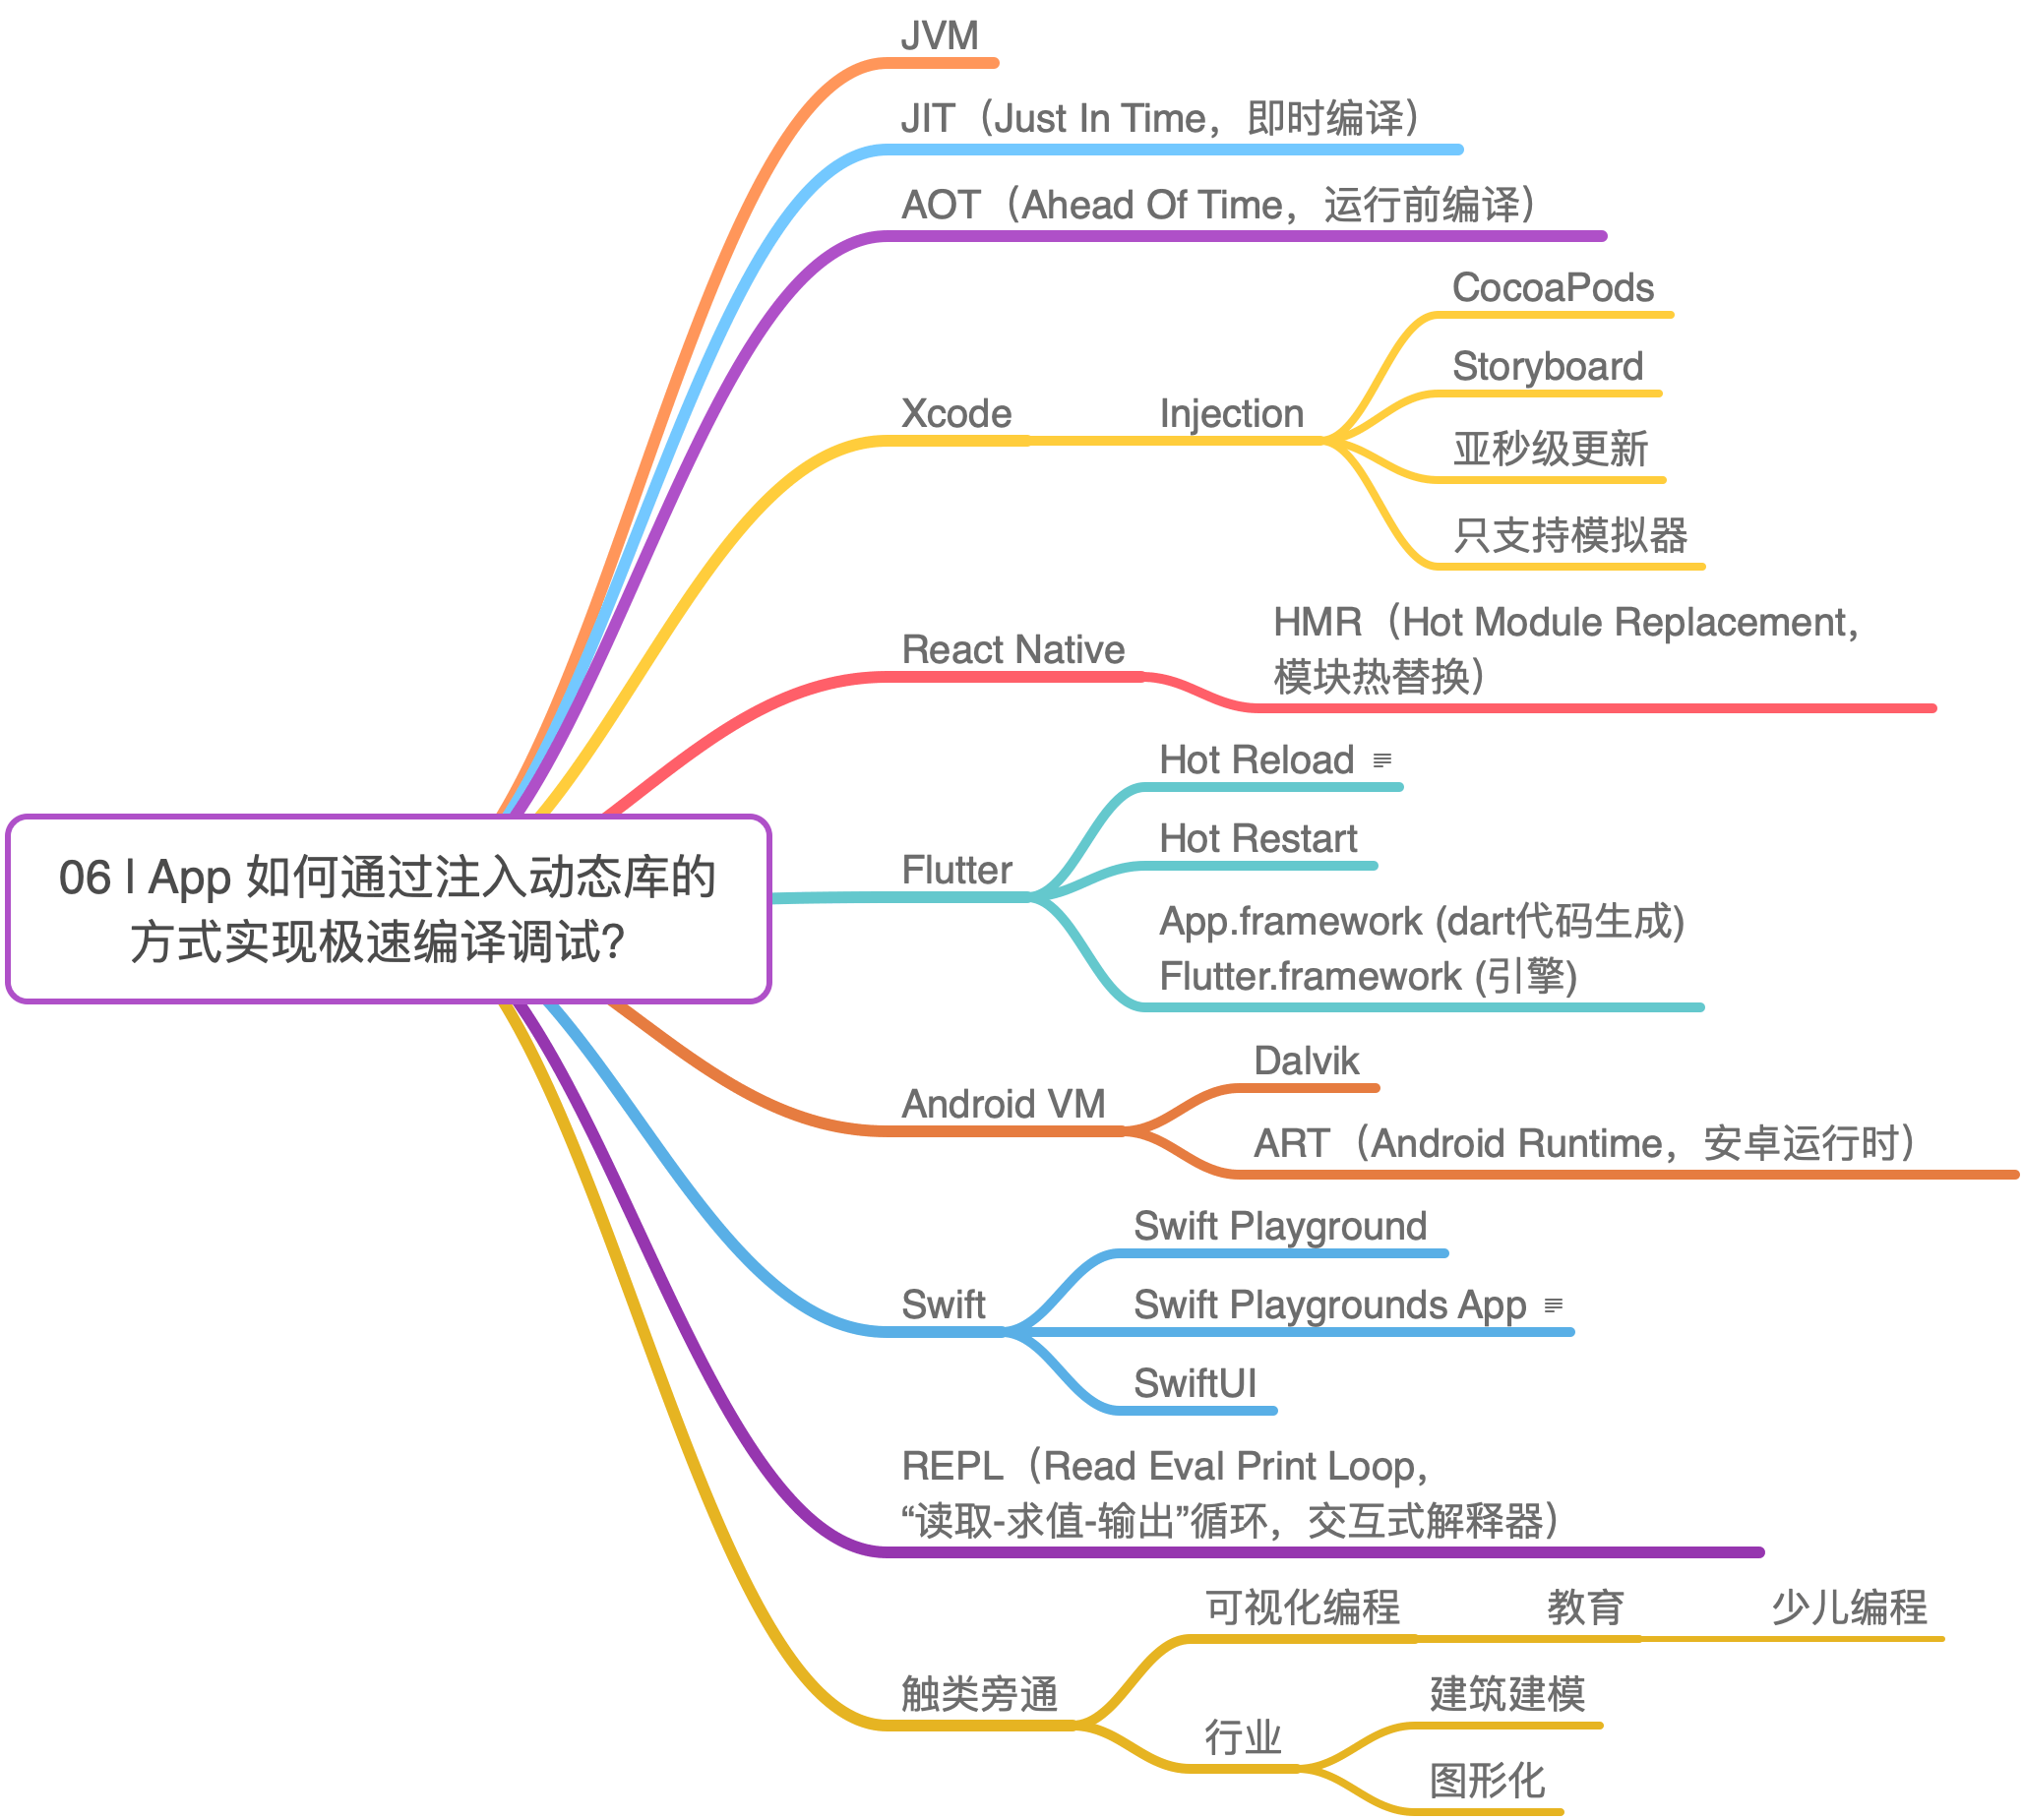 JVM
JIT（Just In Time，即时编译）
AOT（Ahead Of Time，运行前编译）
Xcode
Injection
CocoaPods
Storyboard
亚秒级更新
只支持模拟器
React Native
HMR（Hot Module Replacement，
模块热替换）
06 | App 如何通过注入动态库的
方式实现极速编译调试？
Flutter
Hot Reload
Hot Restart
App.framework (dart代码生成)
Flutter.framework (引擎)
Android VM
Dalvik
ART（Android Runtime，安卓运行时）
Swift
Swift Playground
Swift Playgrounds App
SwiftUI
REPL（Read Eval Print Loop，
“读取-求值-输出”循环，交互式解释器）
触类旁通
可视化编程
教育
少儿编程
行业
建筑建模
图形化